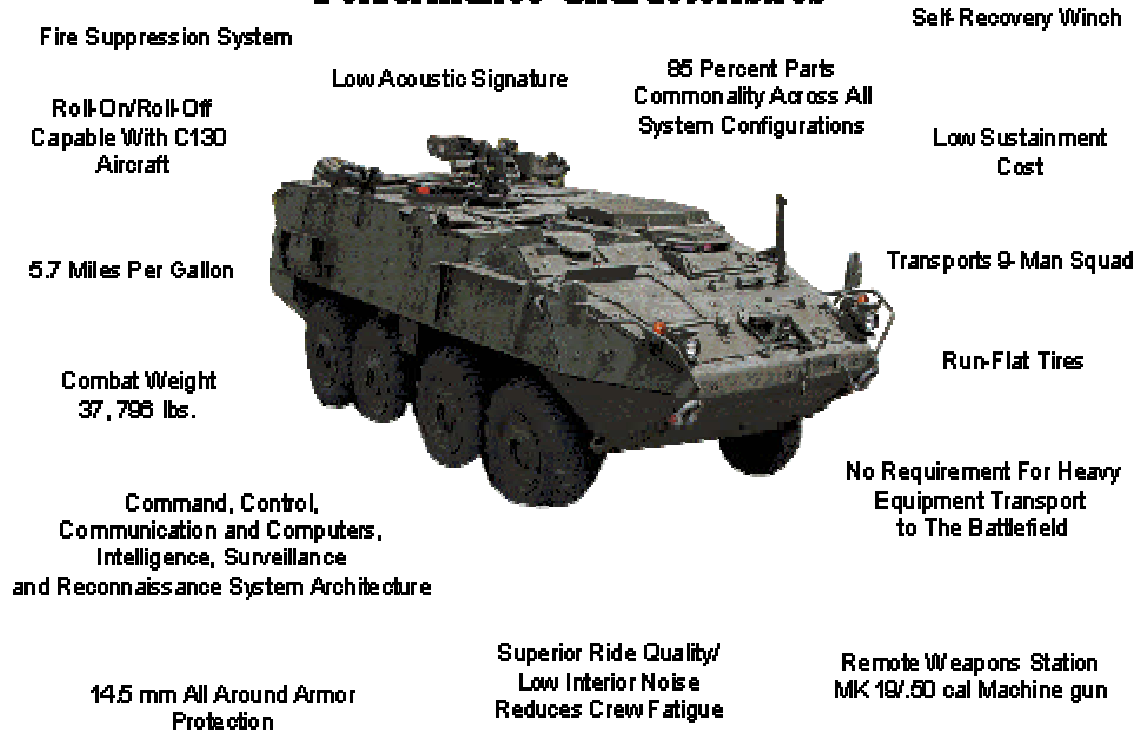 Performance Characteristics
Self-Recovery Winch
Fire Suppression System
Low Acoustic Signature
85 Percent Parts
Commonality Across All
System Configurations
Roll-On/Roll-Off
Capable With C130
Aircraft
Low Sustainment
Cost
5.7 Miles Per Gallon
Transports 9- Man Squad
Combat Weight
37, 796 lbs.
Run-Flat Tires
No Requirement For Heavy
Equipment Transport
to The Battlefield
Command, Control,
Communication and Computers,
Intelligence, Surveillance
and Reconnaissance System Architecture
14.5 mm All Around Armor
Protection
Superior Ride Quality/
Low Interior Noise
Reduces Crew Fatigue
Remote Weapons Station
MK 19/.50 cal Machine gun